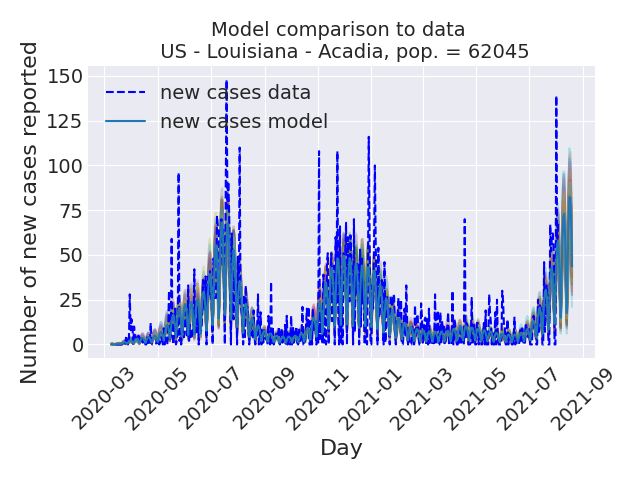 Model comparison to data
US - Louisiana - Acadia, pop. = 62045
Number of new cases reported
150
125
100
75
50
25
0
new cases data
new cases model
2020-03
2020-05
2020-07
2020-09
2020-11
2021-01
2021-03
2021-05
2021-07
2021-09
Day